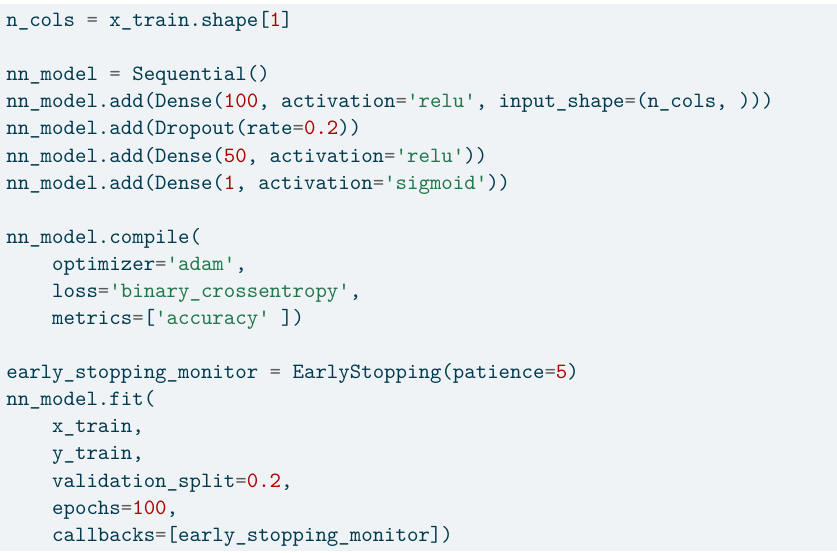 n_cols = x_train.shape[1]

nn_model = Sequential()
nn_model.add(Dense(100, activation='relu', input_shape=(n_cols, )))
nn_model.add(Dropout(rate=0.2))
nn_model.add(Dense(50, activation='relu'))
nn_model.add(Dense(1, activation='sigmoid'))

nn_model.compile(
    optimizer='adam',
    loss='binary_crossentropy',
    metrics=['accuracy' ])

early_stopping_monitor = EarlyStopping(patience=5)
nn_model.fit(
    x_train,
    y_train,
    validation_split=0.2,
    epochs=100,
    callbacks=[early_stopping_monitor])